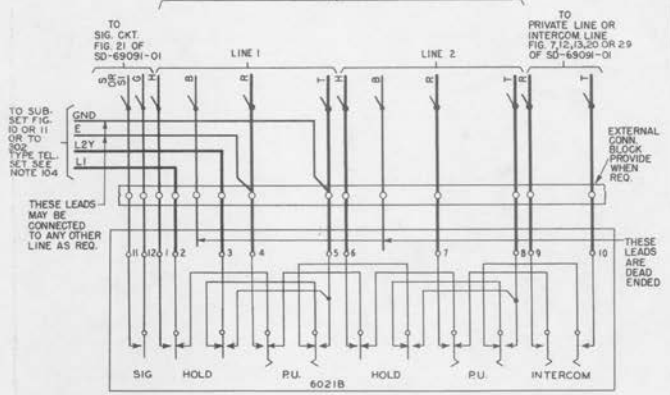 TO
SIG. CKT.
FIG. 21 OF
SD-69091-01
LINE 1
LINE 2
TO
PRIVATE LINE OR
INTERCOM. LINE
FIG. 7,12,13,20 OR 29
OF SD-69091-01
S OR S1
G
H
B
R
T
H
B
R
T
R
T
TO SUB-
SET FIG.
10 OR 11
OR TO
302
TYPE TEL.
SET SEE
NOTE 104
GND
E
L2Y
L1
EXTERNAL
CONN.
BLOCK
PROVIDE
WHEN
REQ.
THESE LEADS
MAY BE
CONNECTED
TO ANY OTHER
LINE AS REQ.
THESE
LEADS
ARE
DEAD
ENDED
11 12 1 2 3 4 5 6 7 8 9 10
SIG HOLD P.U. HOLD P.U. INTERCOM
6021B